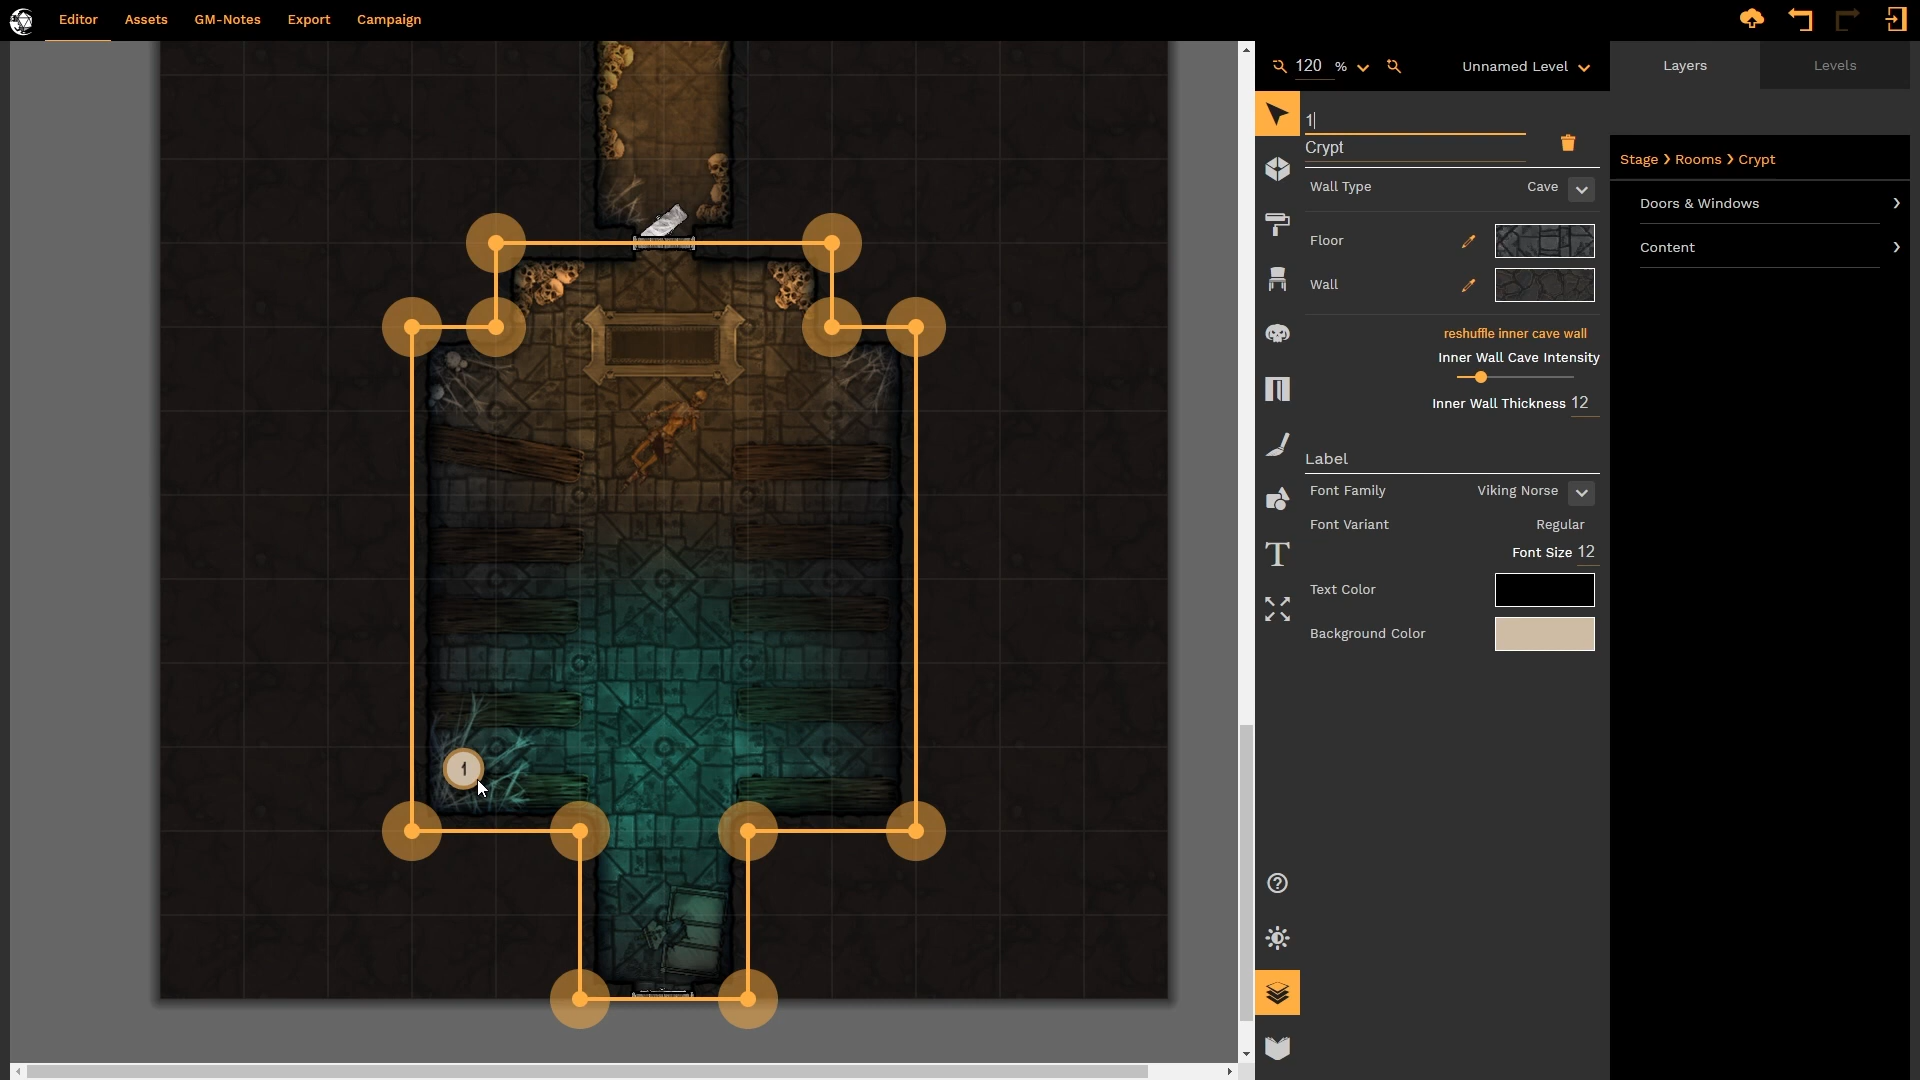 Editor Assets GM-Notes Export Campaign
120 % Unnamed Level
Layers Levels
1
Crypt
Wall Type Cave
Floor
Wall
reshuffle inner cave wall
Inner Wall Cave Intensity
Inner Wall Thickness 12
Label
Font Family Viking Norse
Font Variant Regular
Font Size 12
Text Color
Background Color
Stage Rooms Crypt
Doors & Windows
Content
1